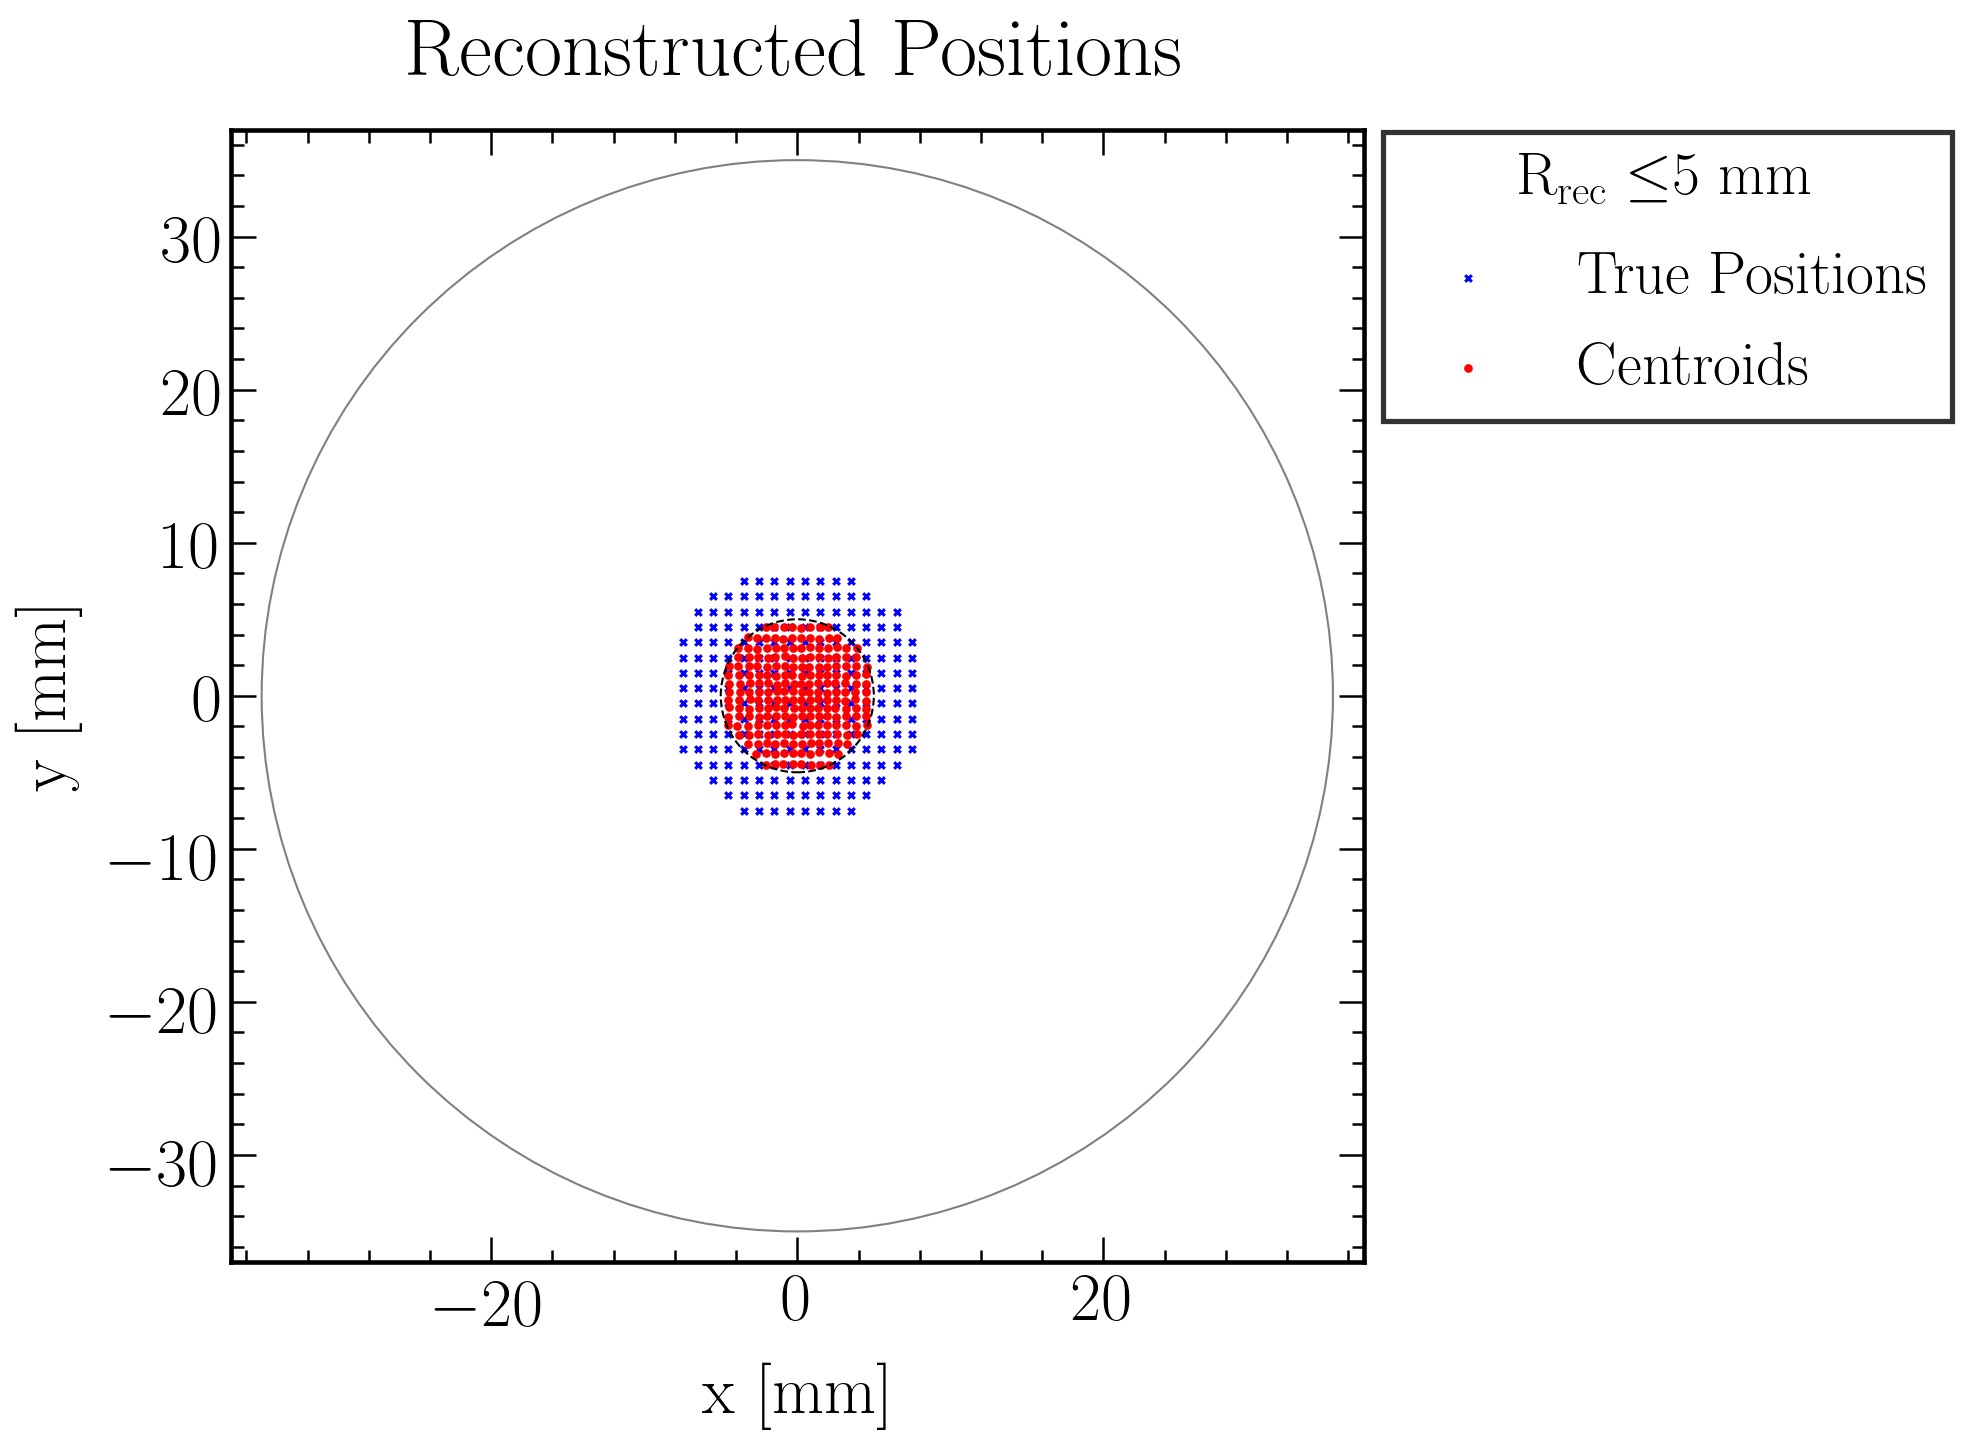 Reconstructed Positions
R_rec ≤5 mm
True Positions
Centroids
30
20
10
0
−10
−20
−30
y [mm]
−20 0 20
x [mm]